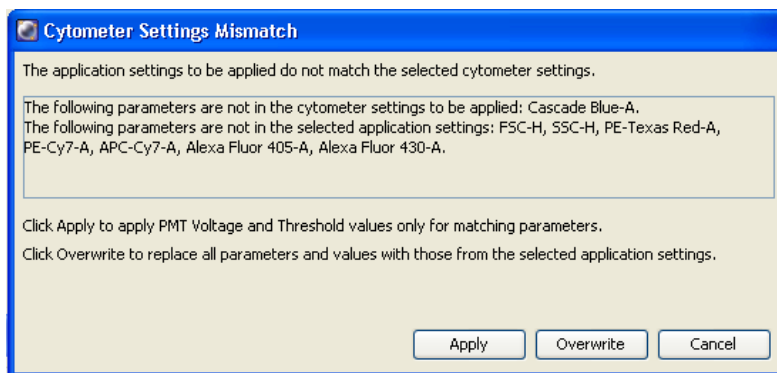 Cytometer Settings Mismatch
The application settings to be applied do not match the selected cytometer settings.
The following parameters are not in the cytometer settings to be applied: Cascade Blue-A.
The following parameters are not in the selected application settings: FSC-H, SSC-H, PE-Texas Red-A,
PE-Cy7-A, APC-Cy7-A, Alexa Fluor 405-A, Alexa Fluor 430-A.
Click Apply to apply PMT Voltage and Threshold values only for matching parameters.
Click Overwrite to replace all parameters and values with those from the selected application settings.
Apply Overwrite Cancel